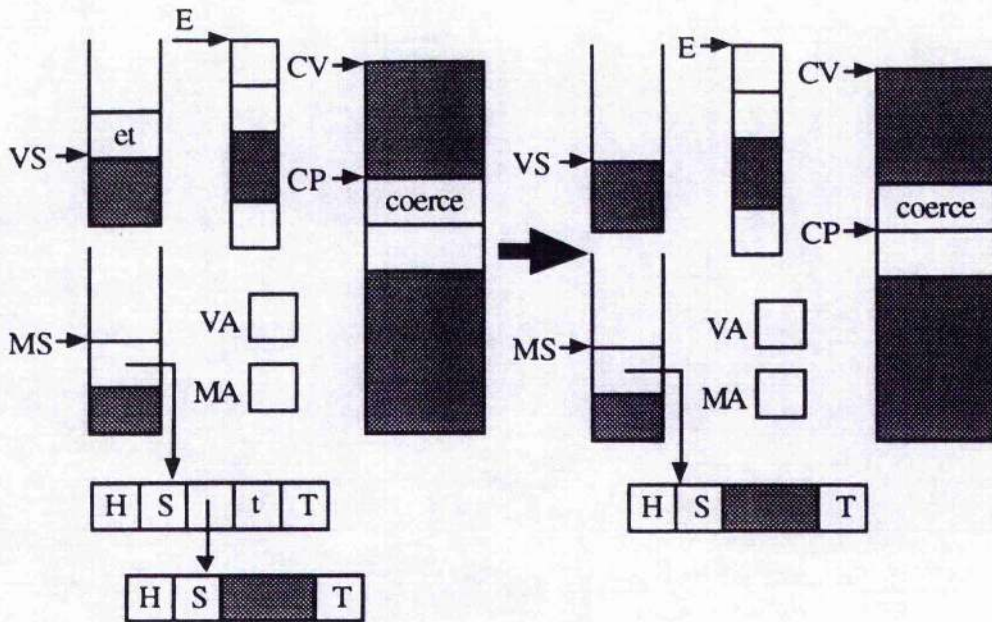 E
E
CV
CV
et
VS
VS
CP
coerce
coerce
CP
VA
VA
MS
MS
MA
MA
H S t T
H S T
H S T